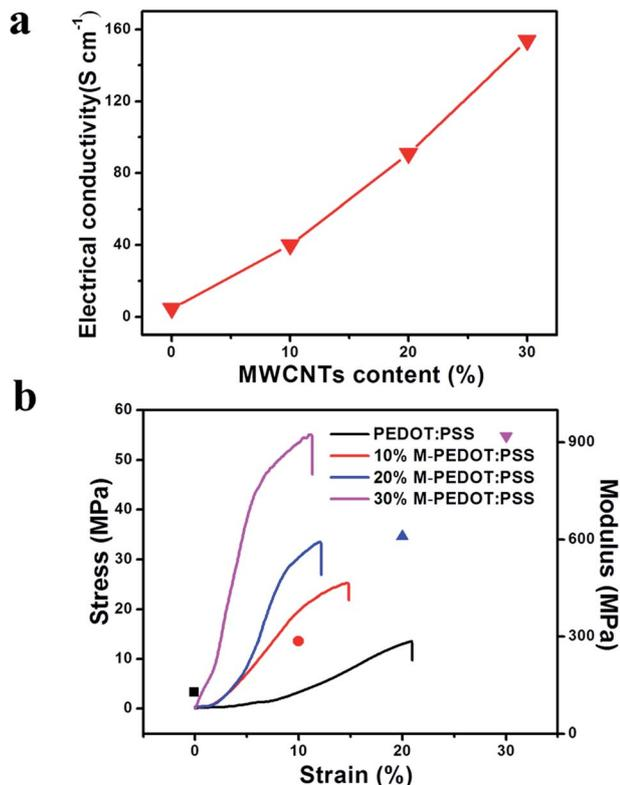 a
Electrical conductivity(S cm⁻¹)
160
120
80
40
0
0 10 20 30
MWCNTs content (%)
b
Stress (MPa)
60
50
40
30
20
10
0
PEDOT:PSS
10% M-PEDOT:PSS
20% M-PEDOT:PSS
30% M-PEDOT:PSS
900
600
300
0
Modulus (MPa)
0 10 20 30
Strain (%)